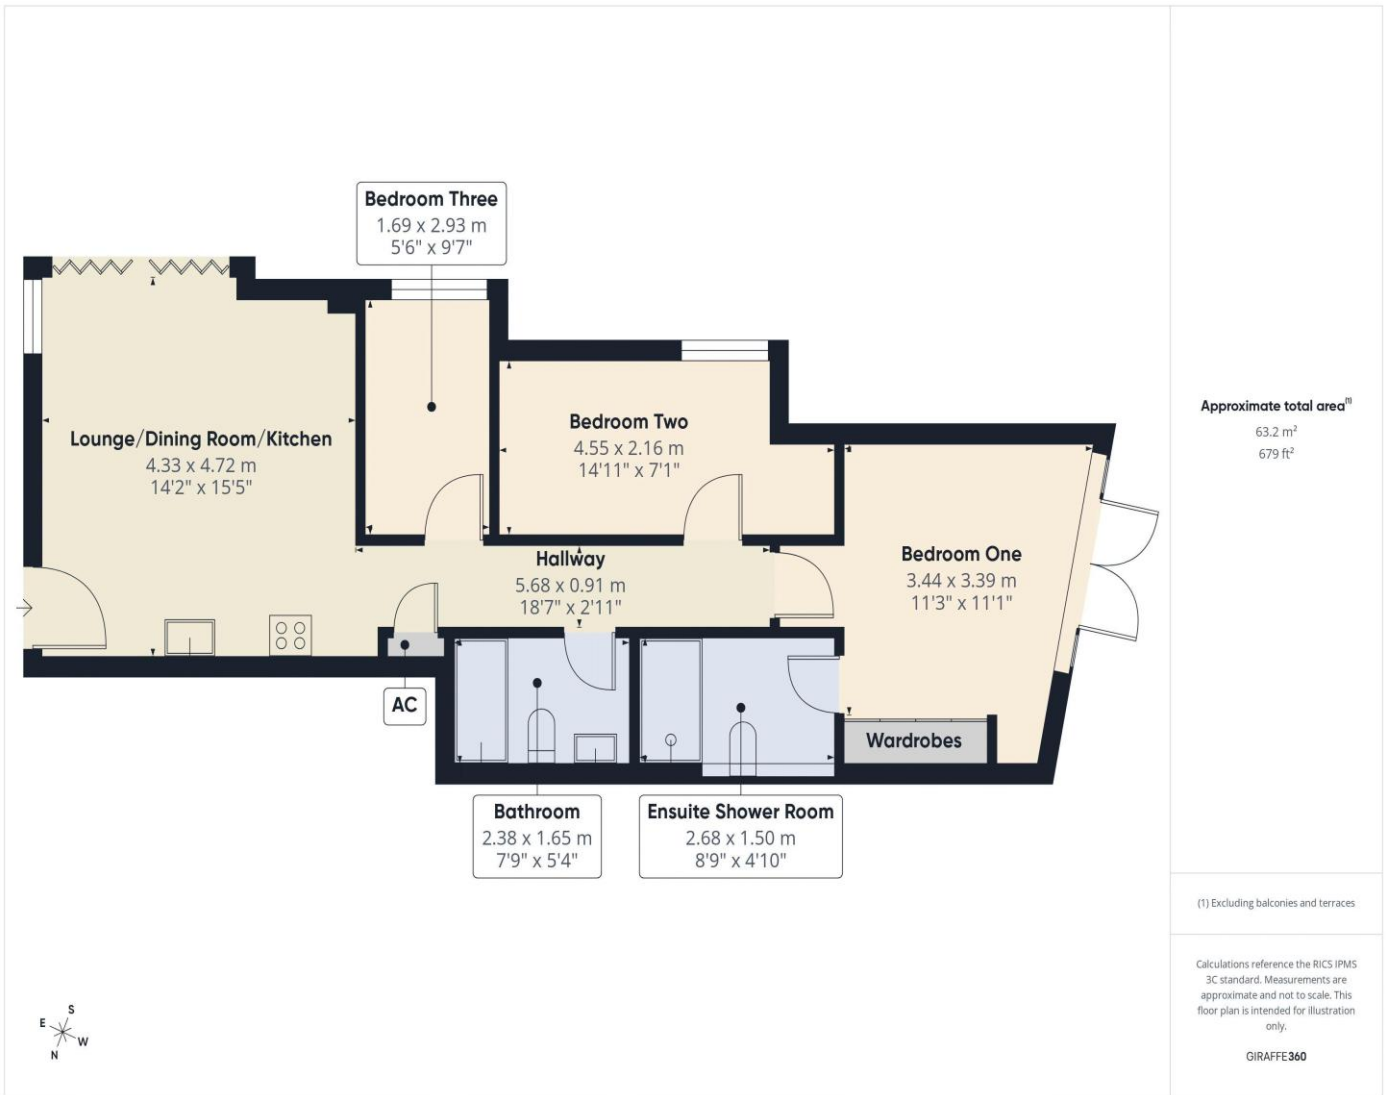 Bedroom Three
1.69 x 2.93 m
5'6" x 9'7"
Lounge/Dining Room/Kitchen
4.33 x 4.72 m
14'2" x 15'5"
Bedroom Two
4.55 x 2.16 m
14'11" x 7'1"
Hallway
5.68 x 0.91 m
18'7" x 2'11"
Bedroom One
3.44 x 3.39 m
11'3" x 11'1"
AC
Wardrobes
Bathroom
2.38 x 1.65 m
7'9" x 5'4"
Ensuite Shower Room
2.68 x 1.50 m
8'9" x 4'10"
S
E
W
N
Approximate total area(1)
63.2 m²
679 ft²
(1) Excluding balconies and terraces
Calculations reference the RICS IPMS
3C standard. Measurements are
approximate and not to scale. This
floor plan is intended for illustration
only.
GIRAFFE360